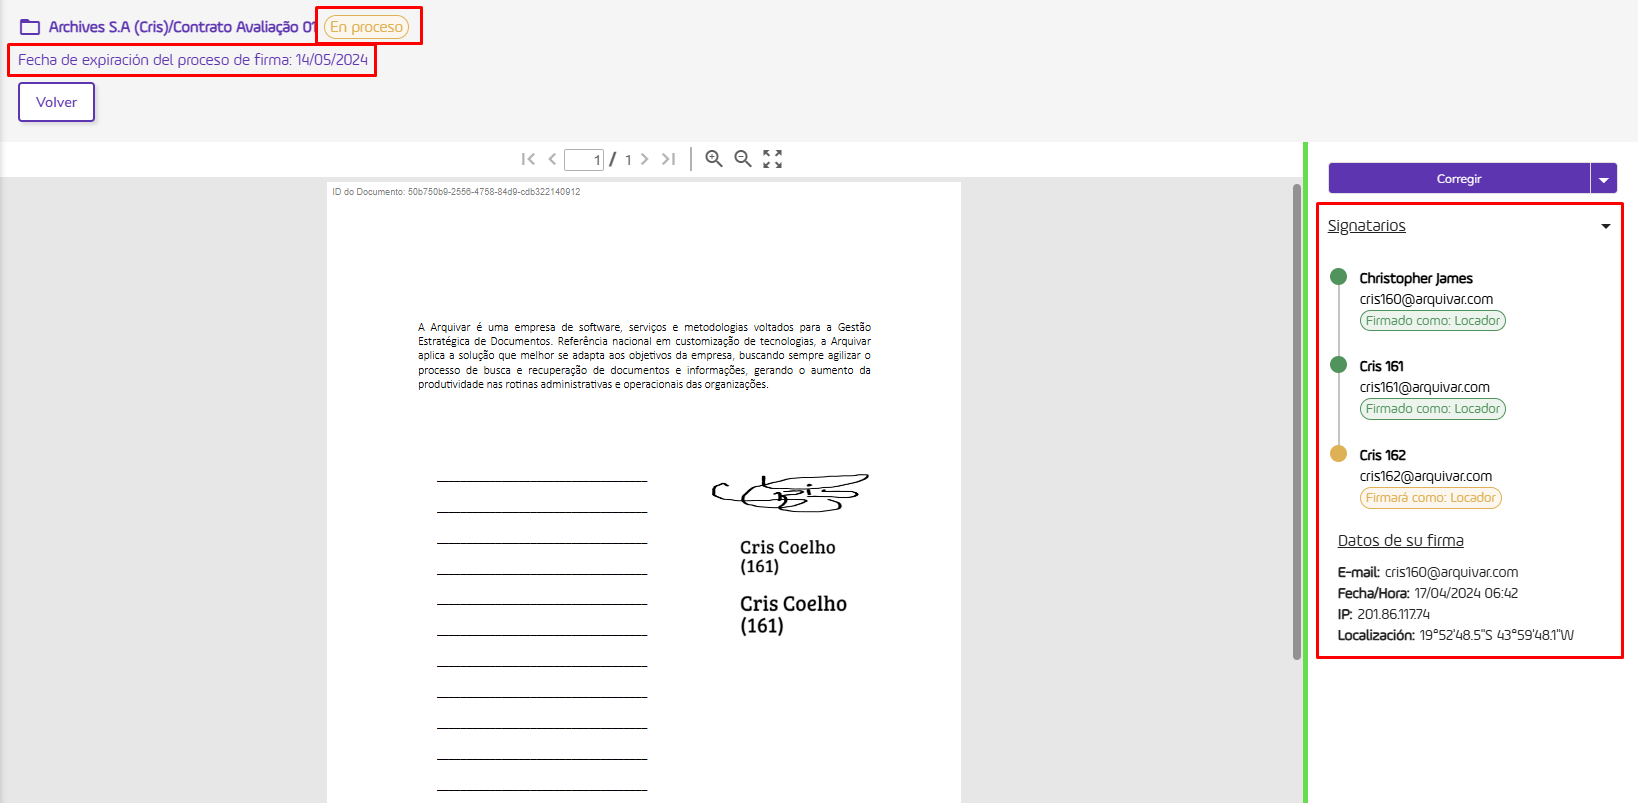 Archives S.A (Cris)/Contrato Avaliação 01
En proceso
Fecha de expiración del proceso de firma: 14/05/2024
Volver
1 / 1
Corregir
ID do Documento: 50b750b9-2556-4758-84d9-cdb322140912
A Arquivar é uma empresa de software, serviços e metodologias voltados para a Gestão
Estratégica de Documentos. Referência nacional em customização de tecnologias, a Arquivar
aplica a solução que melhor se adapta aos objetivos da empresa, buscando sempre agilizar o
processo de busca e recuperação de documentos e informações, gerando o aumento da
produtividade nas rotinas administrativas e operacionais das organizações.
Cris Coelho
(161)
Cris Coelho
(161)
Signatarios
Christopher James
cris160@arquivar.com
Firmado como: Locador
Cris 161
cris161@arquivar.com
Firmado como: Locador
Cris 162
cris162@arquivar.com
Firmará como: Locador
Datos de su firma
E-mail: cris160@arquivar.com
Fecha/Hora: 17/04/2024 06:42
IP: 201.86.117.74
Localización: 19°52'48.5"S 43°59'48.1"W